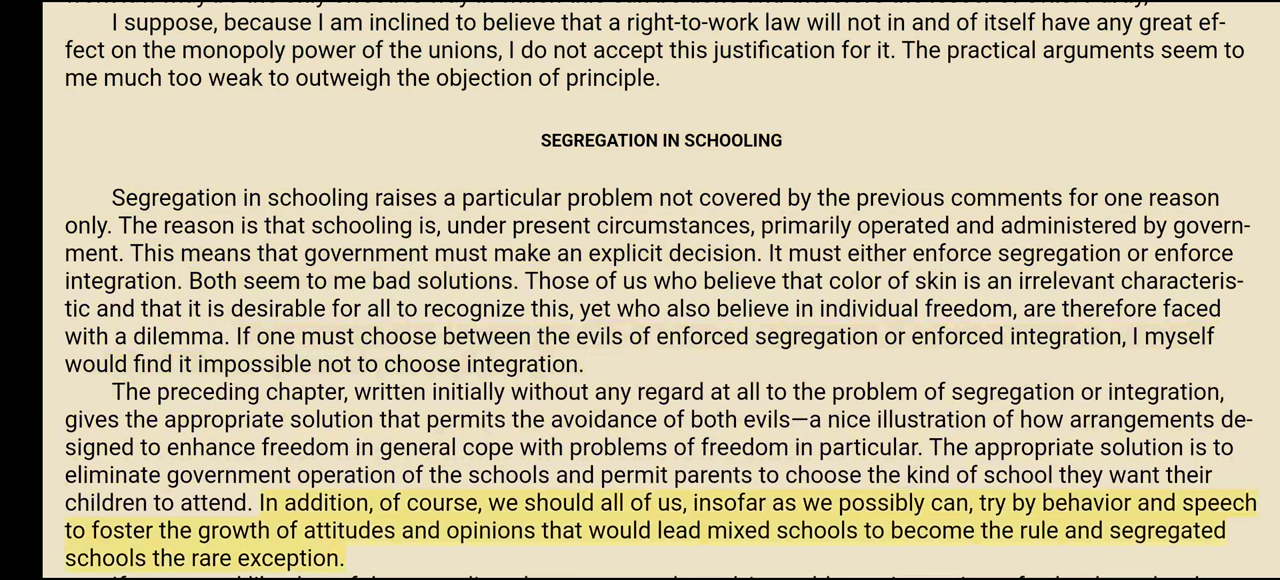 I suppose, because I am inclined to believe that a right-to-work law will not in and of itself have any great ef-
fect on the monopoly power of the unions, I do not accept this justification for it. The practical arguments seem to
me much too weak to outweigh the objection of principle.
SEGREGATION IN SCHOOLING
Segregation in schooling raises a particular problem not covered by the previous comments for one reason
only. The reason is that schooling is, under present circumstances, primarily operated and administered by govern-
ment. This means that government must make an explicit decision. It must either enforce segregation or enforce
integration. Both seem to me bad solutions. Those of us who believe that color of skin is an irrelevant characteris-
tic and that it is desirable for all to recognize this, yet who also believe in individual freedom, are therefore faced
with a dilemma. If one must choose between the evils of enforced segregation or enforced integration, I myself
would find it impossible not to choose integration.
The preceding chapter, written initially without any regard at all to the problem of segregation or integration,
gives the appropriate solution that permits the avoidance of both evils—a nice illustration of how arrangements de-
signed to enhance freedom in general cope with problems of freedom in particular. The appropriate solution is to
eliminate government operation of the schools and permit parents to choose the kind of school they want their
children to attend. In addition, of course, we should all of us, insofar as we possibly can, try by behavior and speech
to foster the growth of attitudes and opinions that would lead mixed schools to become the rule and segregated
schools the rare exception.